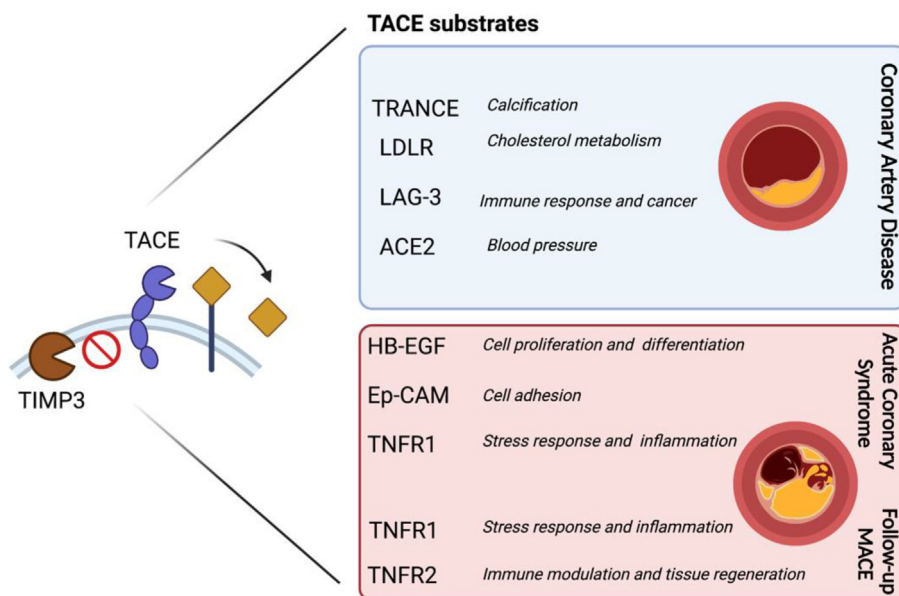 TACE substrates
TRANCE Calcification
LDLR Cholesterol metabolism
LAG-3 Immune response and cancer
ACE2 Blood pressure
Coronary Artery Disease
TACE
TIMP3
HB-EGF Cell proliferation and differentiation
Ep-CAM Cell adhesion
TNFR1 Stress response and inflammation
Acute Coronary
Syndrome
TNFR1 Stress response and inflammation
TNFR2 Immune modulation and tissue regeneration
Follow-up
MACE